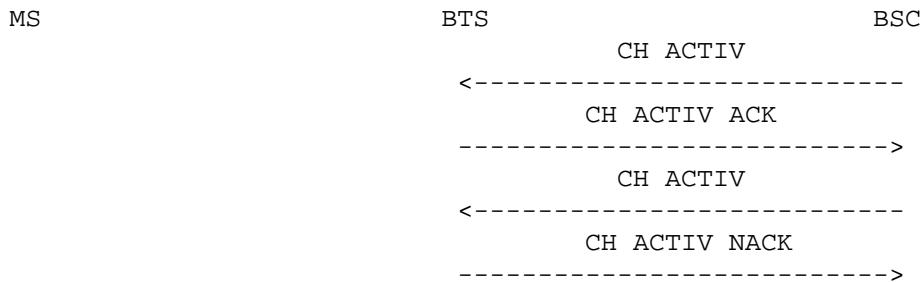 MS BTS BSC
CH ACTIV
<----------------------------
CH ACTIV ACK
--------------------------->
CH ACTIV
<----------------------------
CH ACTIV NACK
--------------------------->